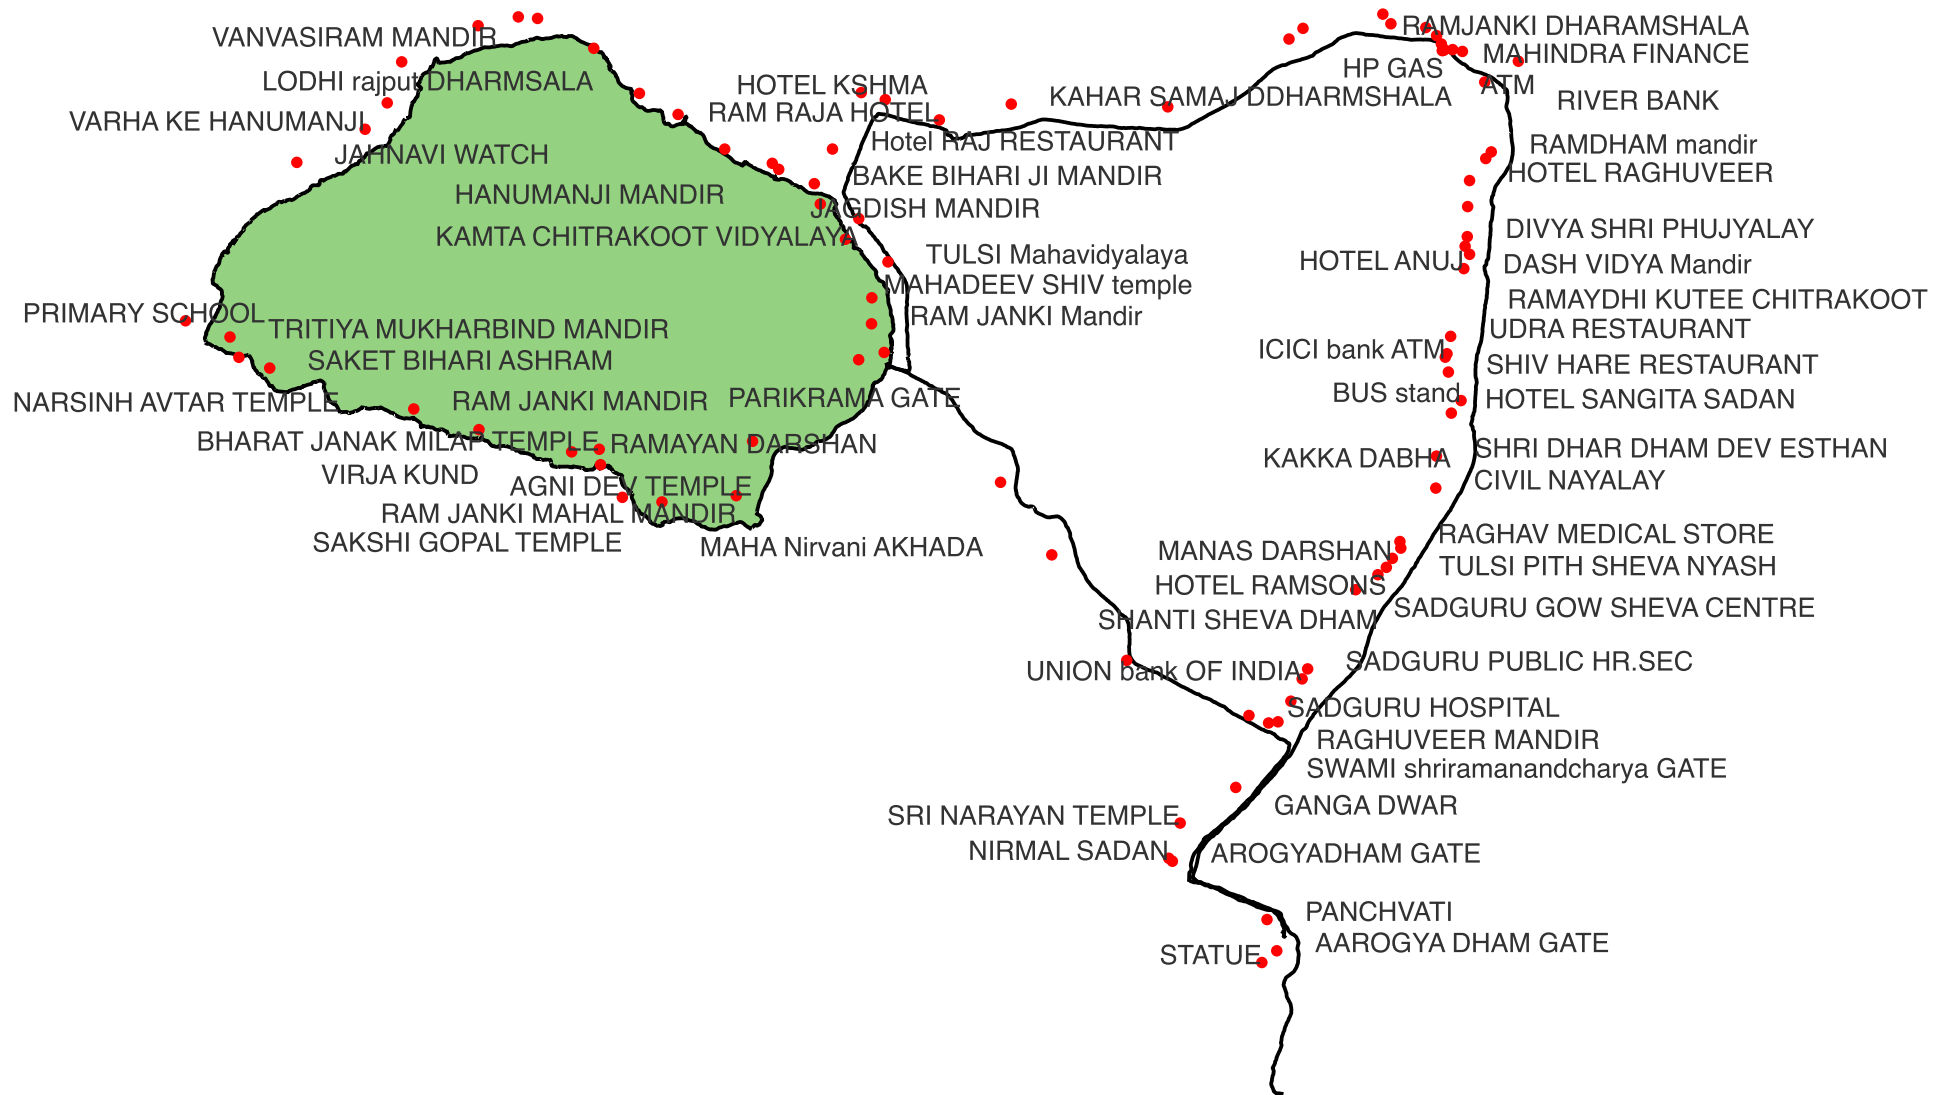 RAMJANKI DHARAMSHALA
VANVASIRAM MANDIR
MAHINDRA FINANCE
HP GAS
LODHI rajput DHARMSALA
HOTEL KSHMA
ATM
KAHAR SAMAJ DDHARMSHALA
RIVER BANK
RAM RAJA HOTEL
VARHA KE HANUMANJI
Hotel RAJ RESTAURANT
RAMDHAM mandir
JAHNAVI WATCH
HOTEL RAGHUVEER
BAKE BIHARI JI MANDIR
HANUMANJI MANDIR
JAGDISH MANDIR
DIVYA SHRI PHUJYALAY
KAMTA CHITRAKOOT VIDYALAYA
TULSI Mahavidyalaya
HOTEL ANUJ
DASH VIDYA Mandir
MAHADEEV SHIV temple
RAMAYDHI KUTEE CHITRAKOOT
PRIMARY SCHOOL
RAM JANKI Mandir
TRITIYA MUKHARBIND MANDIR
UDRA RESTAURANT
ICICI bank ATM
SAKET BIHARI ASHRAM
SHIV HARE RESTAURANT
BUS stand
PARIKRAMA GATE
HOTEL SANGITA SADAN
NARSINH AVTAR TEMPLE
RAM JANKI MANDIR
BHARAT JANAK MILAP TEMPLE
RAMAYAN DARSHAN
SHRI DHAR DHAM DEV ESTHAN
KAKKA DABHA
VIRJA KUND
CIVIL NAYALAY
AGNI DEV TEMPLE
RAM JANKI MAHAL MANDIR
RAGHAV MEDICAL STORE
SAKSHI GOPAL TEMPLE
MAHA Nirvani AKHADA
MANAS DARSHAN
TULSI PITH SHEVA NYASH
HOTEL RAMSONS
SADGURU GOW SHEVA CENTRE
SHANTI SHEVA DHAM
SADGURU PUBLIC HR.SEC
UNION bank OF INDIA
SADGURU HOSPITAL
RAGHUVEER MANDIR
SWAMI shriramanandcharya GATE
GANGA DWAR
SRI NARAYAN TEMPLE
NIRMAL SADAN
AROGYADHAM GATE
PANCHVATI
AAROGYA DHAM GATE
STATUE